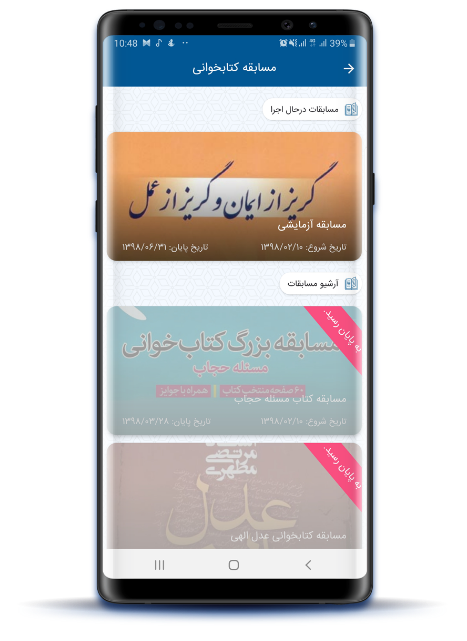 10:48
39%
مسابقه کتابخوانی
مسابقات درحال اجرا
گریز از ایمان و گریز از عمل
مسابقه آزمایشی
تاریخ شروع: ۱۳۹۸/۰۲/۱۰
تاریخ پایان: ۱۳۹۸/۰۶/۳۱
آرشیو مسابقات
به پایان رسید.
مسابقه بزرگ کتاب‌خوانی
مسئله حجاب
۶۰ صفحه منتخب کتاب
همراه با جوایز
مسابقه کتاب مسئله حجاب
تاریخ شروع: ۱۳۹۸/۰۲/۱۰
تاریخ پایان: ۱۳۹۸/۰۳/۲۸
به پایان رسید.
مرتضی
مطهری
عدل
مسابقه کتابخوانی عدل الهی